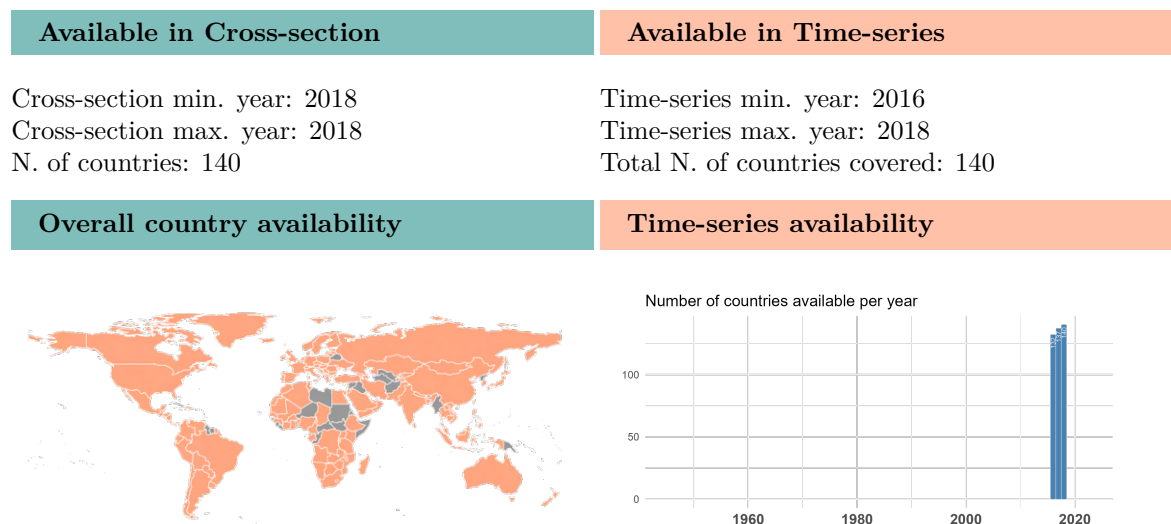 Available in Cross-section
Available in Time-series
Cross-section min. year: 2018
Cross-section max. year: 2018
N. of countries: 140
Time-series min. year: 2016
Time-series max. year: 2018
Total N. of countries covered: 140
Overall country availability
Time-series availability
Number of countries available per year
100
50
0
1960 1980 2000 2020